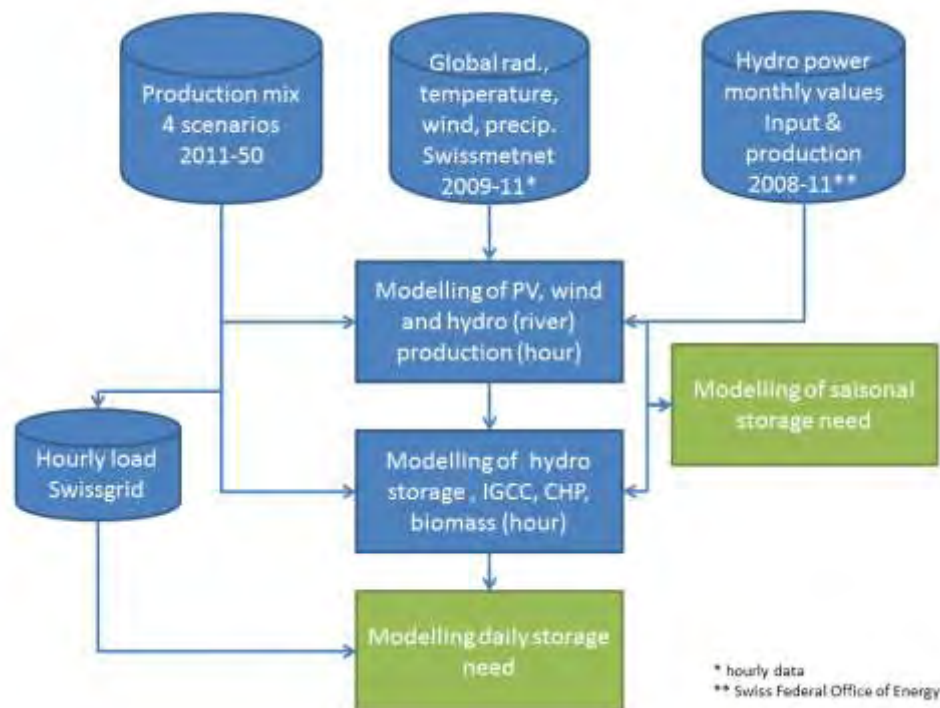 Production mix
4 scenarios
2011-50
Global rad.,
temperature,
wind, precip.
Swissmetnet
2009-11*
Hydro power
monthly values
Input &
production
2008-11**
Modelling of PV, wind
and hydro (river)
production (hour)
Modelling of saisonal
storage need
Hourly load
Swissgrid
Modelling of hydro
storage , IGCC, CHP,
biomass (hour)
Modelling daily storage
need
* hourly data
** Swiss Federal Office of Energy